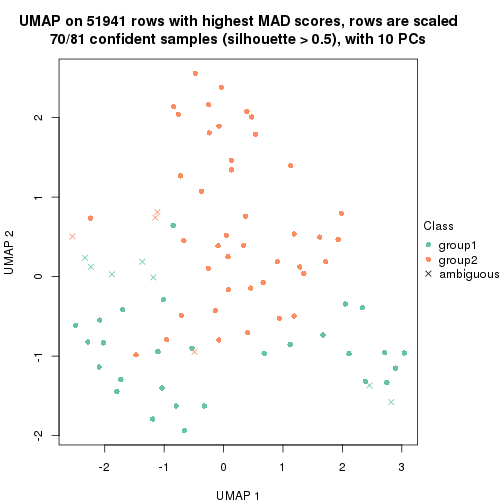 UMAP on 51941 rows with highest MAD scores, rows are scaled
70/81 confident samples (silhouette > 0.5), with 10 PCs
2
1
0
-1
-2
UMAP 2
-2
-1
0
1
2
3
UMAP 1
Class
group1
group2
ambiguous